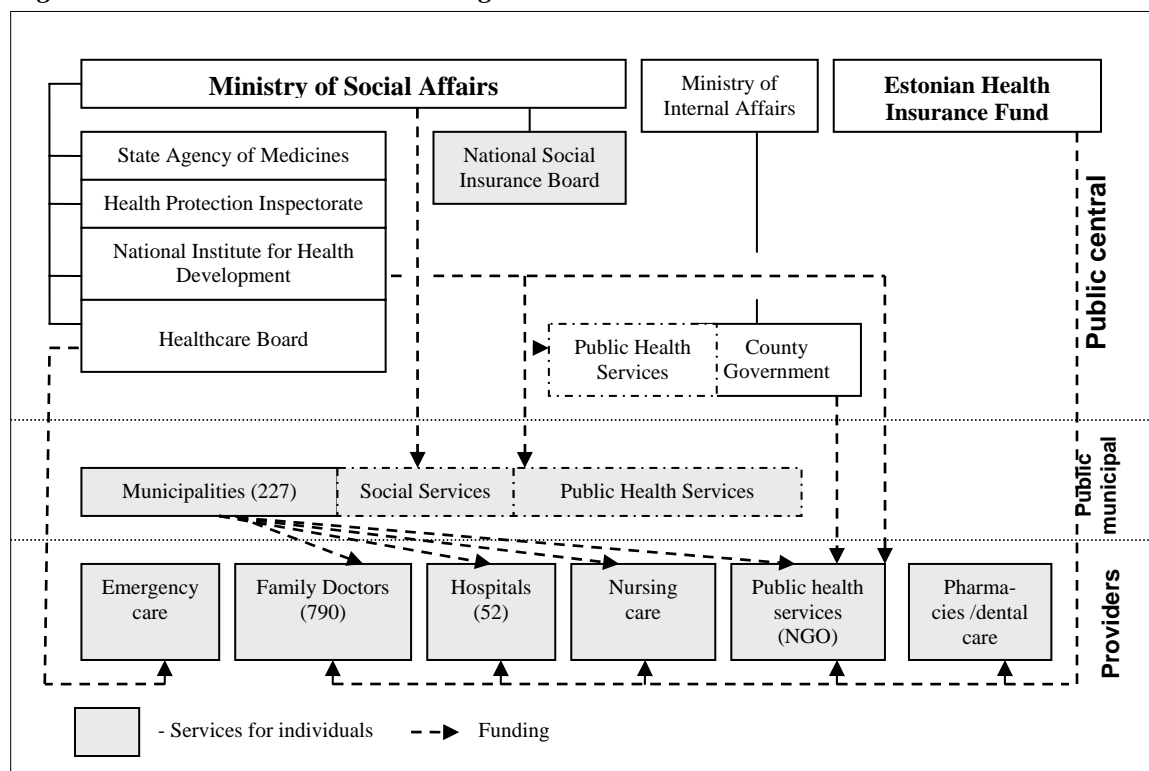 Ministry of Social Affairs
Ministry of
Internal Affairs
Estonian Health
Insurance Fund
State Agency of Medicines
National Social
Insurance Board
Health Protection Inspectorate
National Institute for Health
Development
Healthcare Board
Public Health
Services
County
Government
Public central
Municipalities (227)
Social Services
Public Health Services
Public
municipal
Emergency
care
Family Doctors
(790)
Hospitals
(52)
Nursing
care
Public health
services
(NGO)
Pharma-
cies /dental
care
Providers
- Services for individuals
Funding